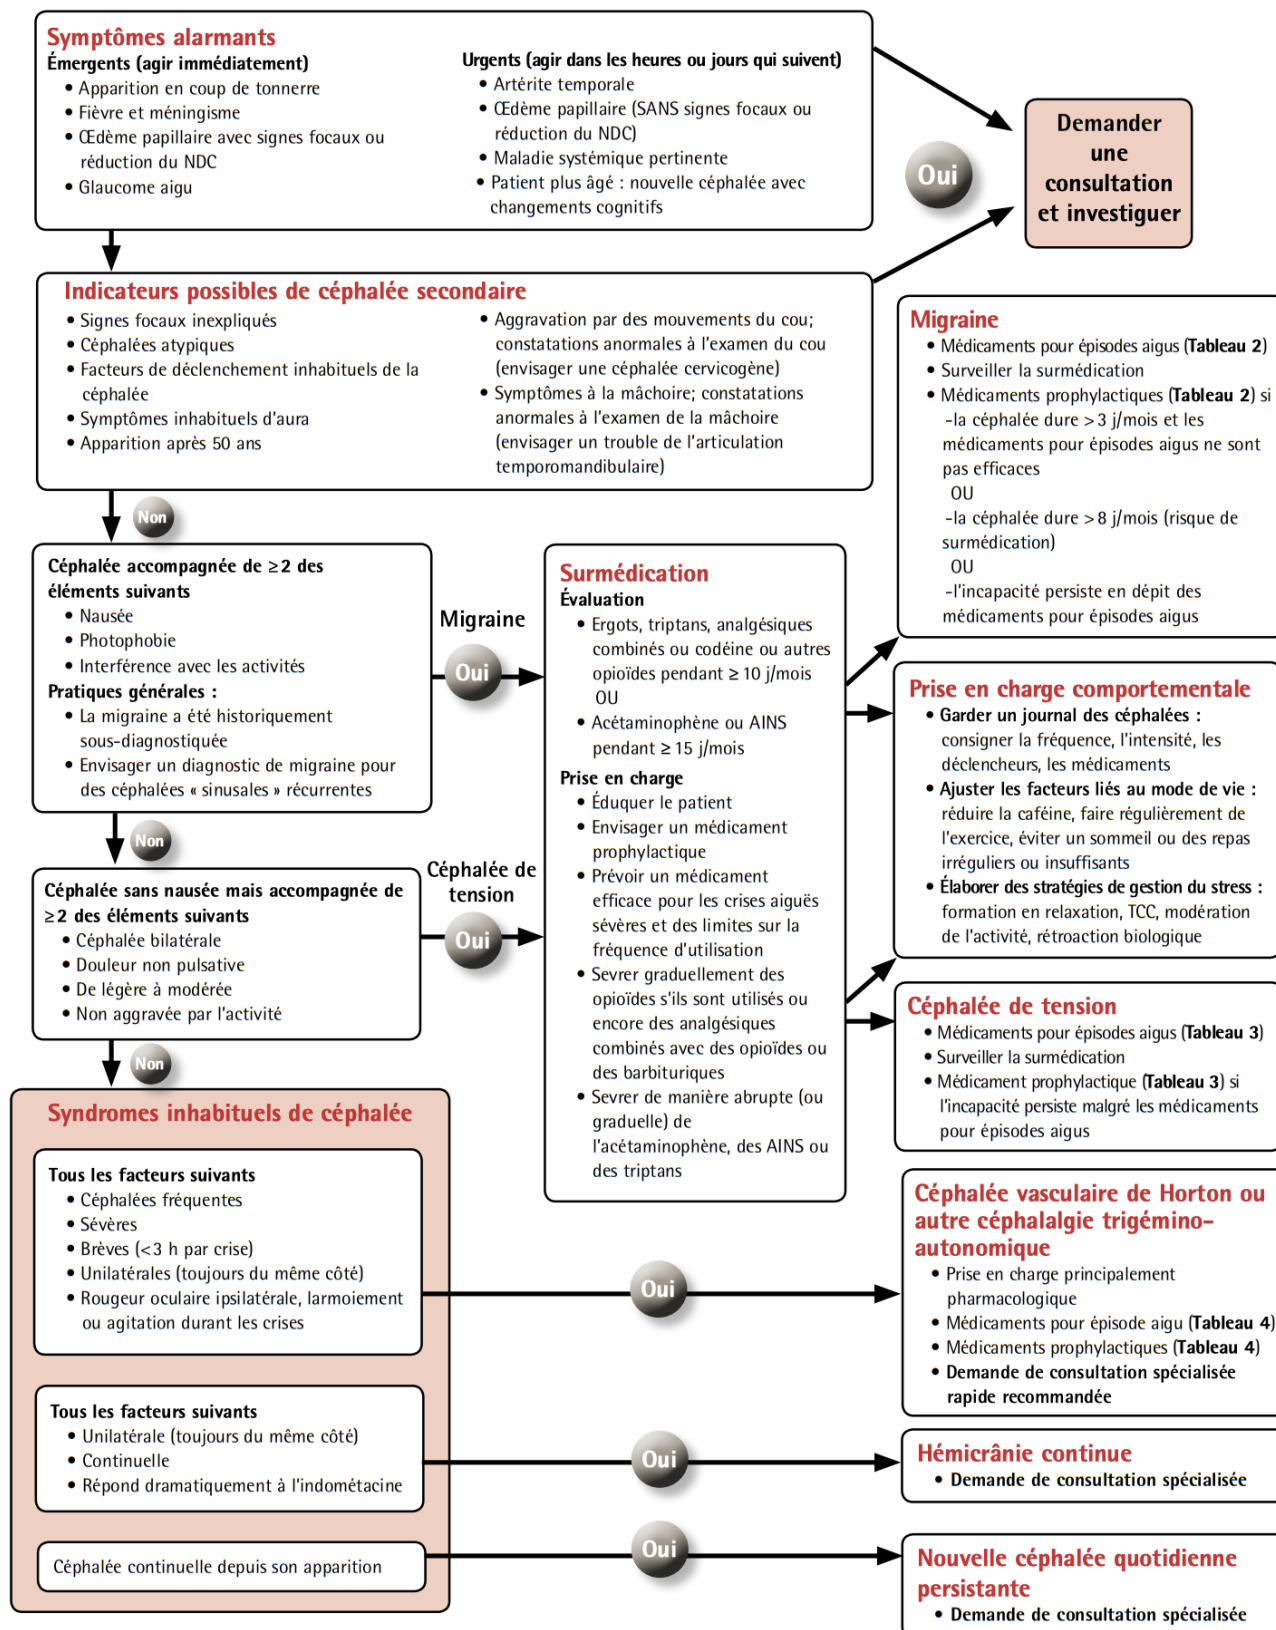 Symptômes alarmants
Émergents (agir immédiatement)
• Apparition en coup de tonnerre
• Fièvre et méningisme
• Œdème papillaire avec signes focaux ou
réduction du NDC
• Glaucome aigu
Urgents (agir dans les heures ou jours qui suivent)
• Artérite temporale
• Œdème papillaire (SANS signes focaux ou
réduction du NDC)
• Maladie systémique pertinente
• Patient plus âgé : nouvelle céphalée avec
changements cognitifs
Oui
Demander
une
consultation
et investiguer
Indicateurs possibles de céphalée secondaire
• Signes focaux inexpliqués
• Céphalées atypiques
• Facteurs de déclenchement inhabituels de la
céphalée
• Symptômes inhabituels d'aura
• Apparition après 50 ans
• Aggravation par des mouvements du cou;
constatations anormales à l'examen du cou
(envisager une céphalée cervicogène)
• Symptômes à la mâchoire; constatations
anormales à l'examen de la mâchoire
(envisager un trouble de l'articulation
temporomandibulaire)
Non
Céphalée accompagnée de ≥2 des
éléments suivants
• Nausée
• Photophobie
• Interférence avec les activités
Pratiques générales :
• La migraine a été historiquement
sous-diagnostiquée
• Envisager un diagnostic de migraine pour
des céphalées « sinusales » récurrentes
Migraine
Oui
Non
Céphalée sans nausée mais accompagnée de
≥2 des éléments suivants
• Céphalée bilatérale
• Douleur non pulsative
• De légère à modérée
• Non aggravée par l'activité
Céphalée de
tension
Oui
Non
Surmédication
Évaluation
• Ergots, triptans, analgésiques
combinés ou codéine ou autres
opioïdes pendant ≥ 10 j/mois
OU
• Acétaminophène ou AINS
pendant ≥ 15 j/mois
Prise en charge
• Éduquer le patient
• Envisager un médicament
prophylactique
• Prévoir un médicament
efficace pour les crises aiguës
sévères et des limites sur la
fréquence d'utilisation
• Sevrer graduellement des
opioïdes s'ils sont utilisés ou
encore des analgésiques
combinés avec des opioïdes ou
des barbituriques
• Sevrer de manière abrupte (ou
graduelle) de
l'acétaminophène, des AINS ou
des triptans
Migraine
• Médicaments pour épisodes aigus (Tableau 2)
• Surveiller la surmédication
• Médicaments prophylactiques (Tableau 2) si
-la céphalée dure >3 j/mois et les
médicaments pour épisodes aigus ne sont
pas efficaces
OU
-la céphalée dure >8 j/mois (risque de
surmédication)
OU
-l'incapacité persiste en dépit des
médicaments pour épisodes aigus
Prise en charge comportementale
• Garder un journal des céphalées :
consigner la fréquence, l'intensité, les
déclencheurs, les médicaments
• Ajuster les facteurs liés au mode de vie :
réduire la caféine, faire régulièrement de
l'exercice, éviter un sommeil ou des repas
irréguliers ou insuffisants
• Élaborer des stratégies de gestion du stress :
formation en relaxation, TCC, modération
de l'activité, rétroaction biologique
Céphalée de tension
• Médicaments pour épisodes aigus (Tableau 3)
• Surveiller la surmédication
• Médicament prophylactique (Tableau 3) si
l'incapacité persiste malgré les médicaments
pour épisodes aigus
Syndromes inhabituels de céphalée
Tous les facteurs suivants
• Céphalées fréquentes
• Sévères
• Brèves (<3 h par crise)
• Unilatérales (toujours du même côté)
• Rougeur oculaire ipsilatérale, larmoiement
ou agitation durant les crises
Oui
Céphalée vasculaire de Horton ou
autre céphalalgie trigémino-
autonomique
• Prise en charge principalement
pharmacologique
• Médicaments pour épisode aigu (Tableau 4)
• Médicaments prophylactiques (Tableau 4)
• Demande de consultation spécialisée
rapide recommandée
Tous les facteurs suivants
• Unilatérale (toujours du même côté)
• Continuelle
• Répond dramatiquement à l'indométacine
Oui
Hémicrânie continue
• Demande de consultation spécialisée
Céphalée continuelle depuis son apparition
Oui
Nouvelle céphalée quotidienne
persistante
• Demande de consultation spécialisée